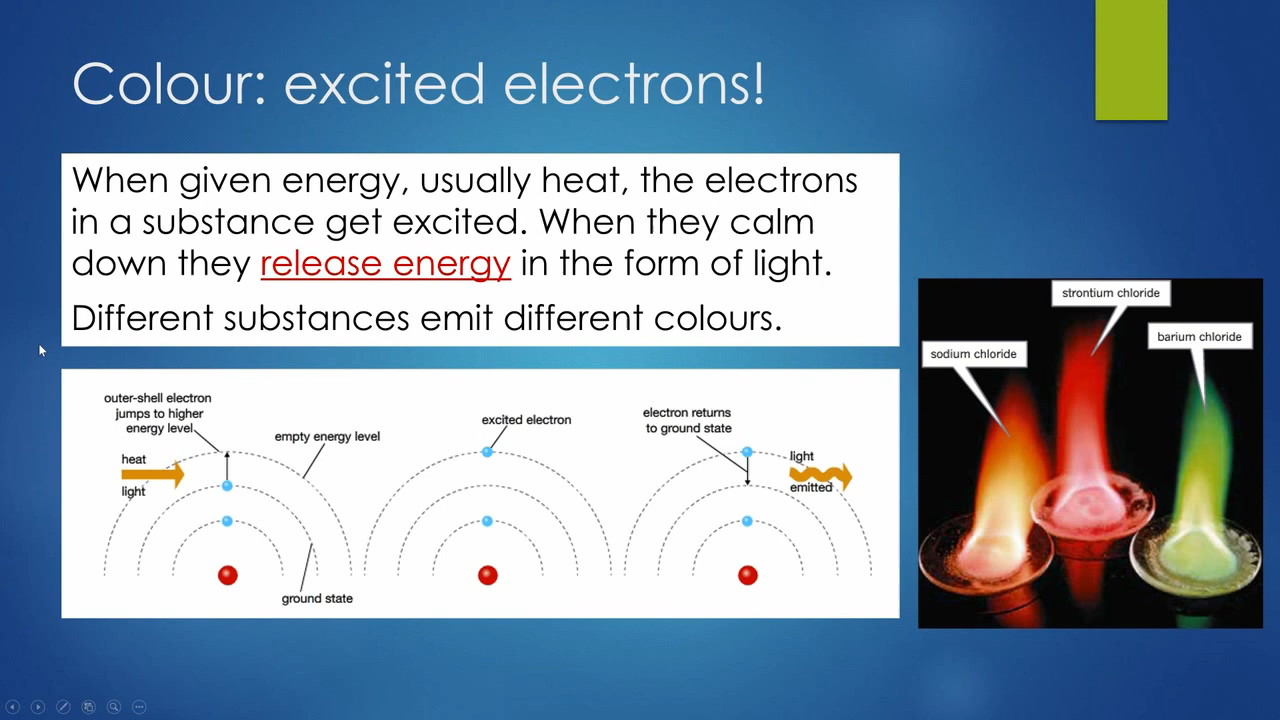 Colour: excited electrons!
When given energy, usually heat, the electrons
in a substance get excited. When they calm
down they release energy in the form of light.
Different substances emit different colours.
outer-shell electron
jumps to higher
energy level
heat
light
empty energy level
ground state
excited electron
electron returns
to ground state
light
emitted
strontium chloride
sodium chloride
barium chloride